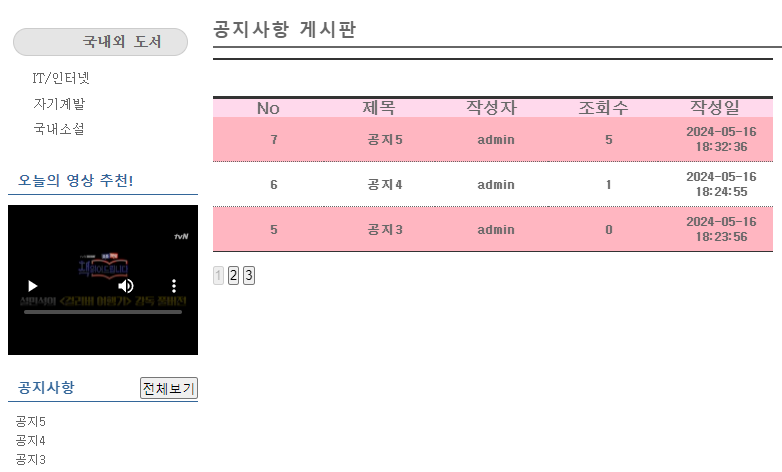 국내외 도서
IT/인터넷
자기계발
국내소설
오늘의 영상 추천!
tvN
공지사항 전체보기
공지5
공지4
공지3
공지사항 게시판
No 제목 작성자 조회수 작성일
7 공지5 admin 5 2024-05-16 18:32:36
6 공지4 admin 1 2024-05-16 18:24:55
5 공지3 admin 0 2024-05-16 18:23:56
1 2 3